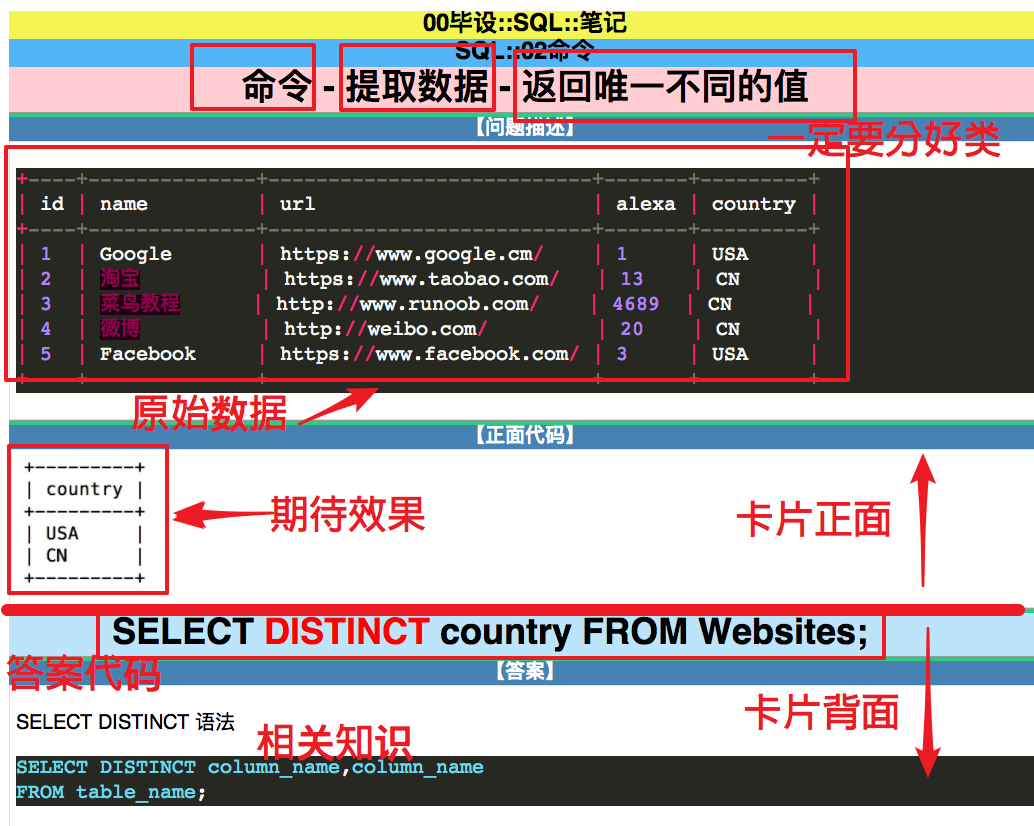 00毕设::SQL::笔记
SQL::02命令
命令 - 提取数据 - 返回唯一不同的值
【问题描述】
一定要分好类
+----+--------------+---------------------------+-------+---------+
| id | name | url | alexa | country |
+----+--------------+---------------------------+-------+---------+
| 1 | Google | https://www.google.cm/ | 1 | USA |
| 2 | 淘宝 | https://www.taobao.com/ | 13 | CN |
| 3 | 菜鸟教程 | http://www.runoob.com/ | 4689 | CN |
| 4 | 微博 | http://weibo.com/ | 20 | CN |
| 5 | Facebook | https://www.facebook.com/ | 3 | USA |
+----+--------------+---------------------------+-------+---------+
原始数据
【正面代码】
+---------+
| country |
+---------+
| USA |
| CN |
+---------+
期待效果
卡片正面
SELECT DISTINCT country FROM Websites;
答案代码
【答案】
卡片背面
SELECT DISTINCT 语法
相关知识
SELECT DISTINCT column_name,column_name
FROM table_name;